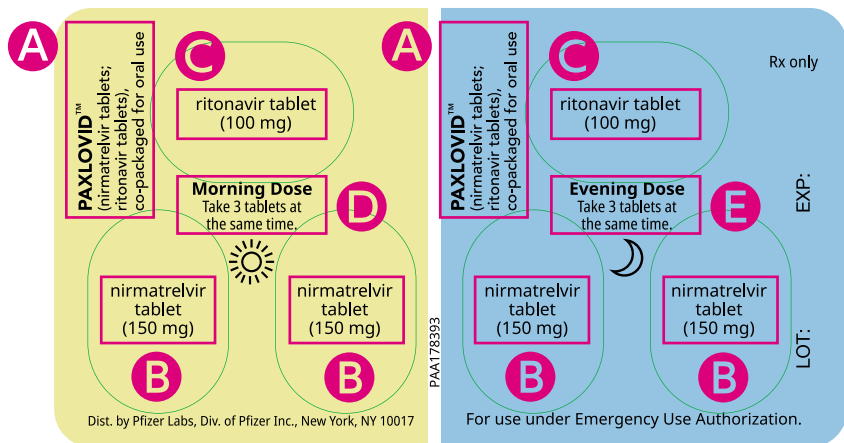 A
PAXLOVID™
(nirmatrelvir tablets;
ritonavir tablets),
co-packaged for oral use
C
ritonavir tablet
(100 mg)
Morning Dose
Take 3 tablets at
the same time.
D
nirmatrelvir
tablet
(150 mg)
B
nirmatrelvir
tablet
(150 mg)
B
Dist. by Pfizer Labs, Div. of Pfizer Inc., New York, NY 10017
PAA178393
A
PAXLOVID™
(nirmatrelvir tablets;
ritonavir tablets),
co-packaged for oral use
C
ritonavir tablet
(100 mg)
Rx only
Evening Dose
Take 3 tablets at
the same time.
E
EXP:
nirmatrelvir
tablet
(150 mg)
B
nirmatrelvir
tablet
(150 mg)
B
LOT:
For use under Emergency Use Authorization.